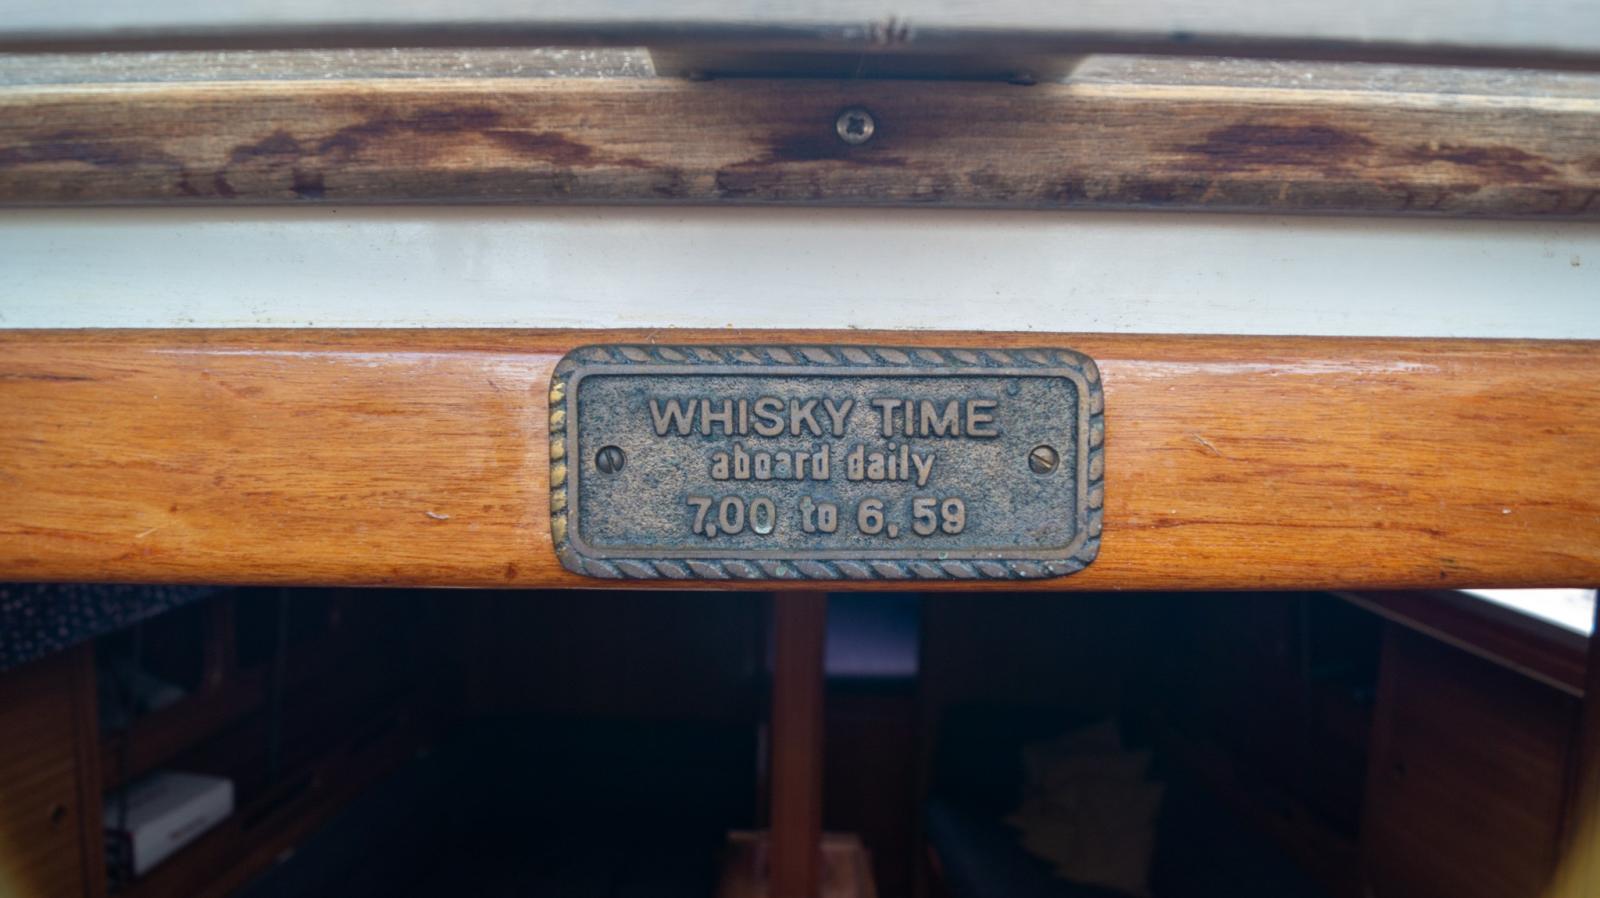 WHISKY TIME
aboard daily
7,00 to 6,59